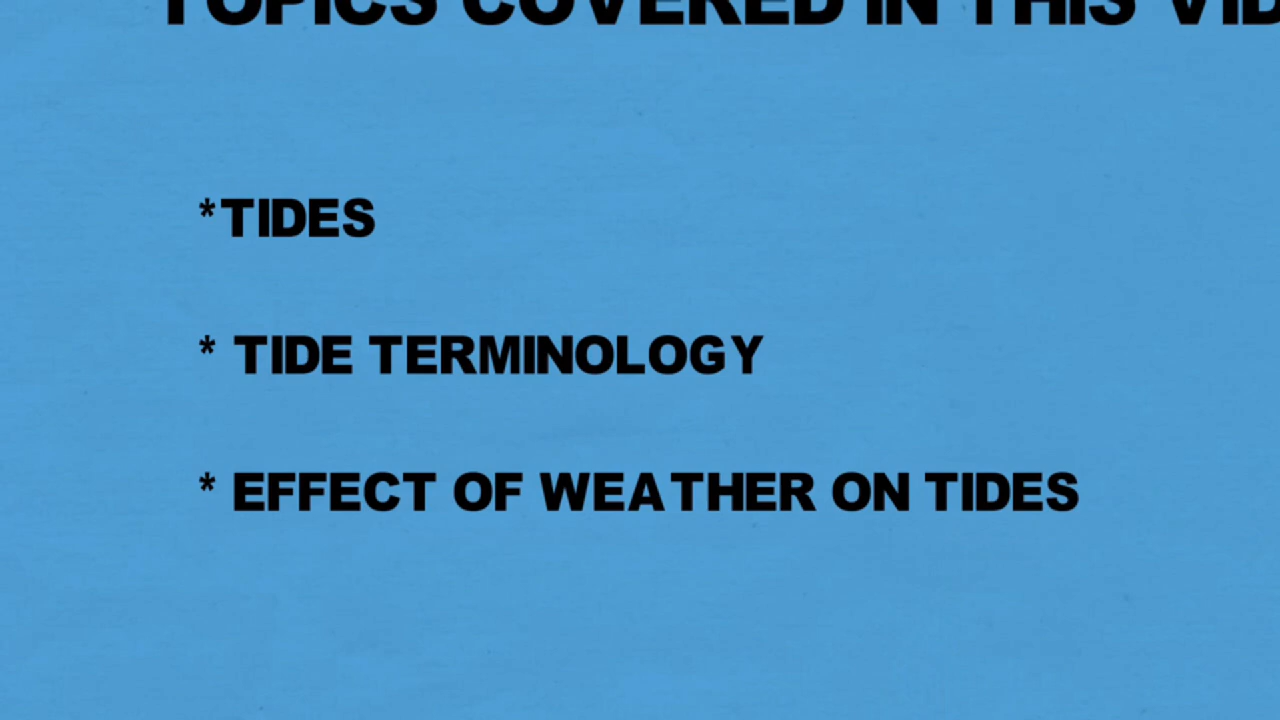 TOPICS COVERED IN THIS
*TIDES
* TIDE TERMINOLOGY
* EFFECT OF WEATHER ON TIDES